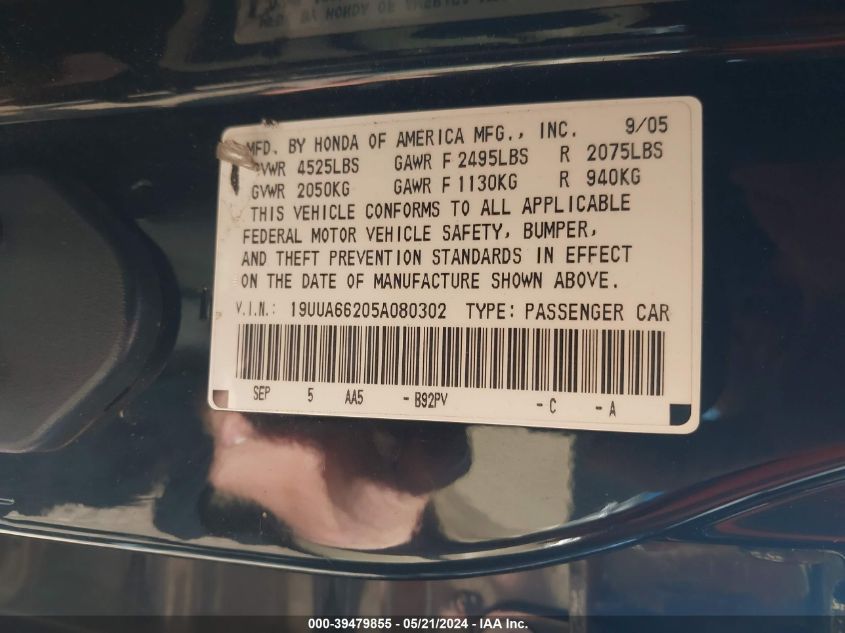 MFD. BY HONDA OF AMERICA MFG., INC. 9/05
GVWR 4525LBS GAWR F 2495LBS R 2075LBS
GVWR 2050KG GAWR F 1130KG R 940KG
THIS VEHICLE CONFORMS TO ALL APPLICABLE
FEDERAL MOTOR VEHICLE SAFETY, BUMPER,
AND THEFT PREVENTION STANDARDS IN EFFECT
ON THE DATE OF MANUFACTURE SHOWN ABOVE.
V.I.N.: 19UUA66205A080302 TYPE: PASSENGER CAR
SEP 5 AA5 - B92PV - C - A
000-39479855 - 05/21/2024 - IAA Inc.